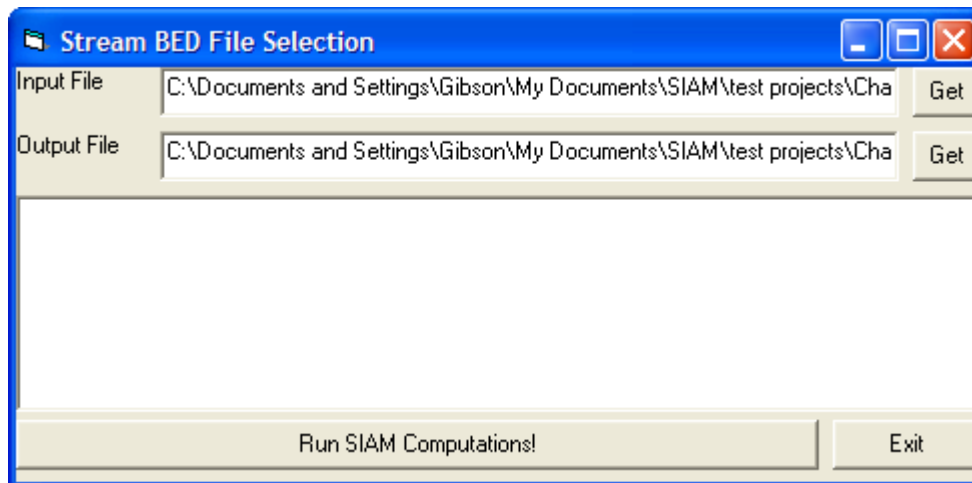 Stream BED File Selection
Input File C:\Documents and Settings\Gibson\My Documents\SIAM\test projects\Cha Get
Output File C:\Documents and Settings\Gibson\My Documents\SIAM\test projects\Cha Get
Run SIAM Computations! Exit